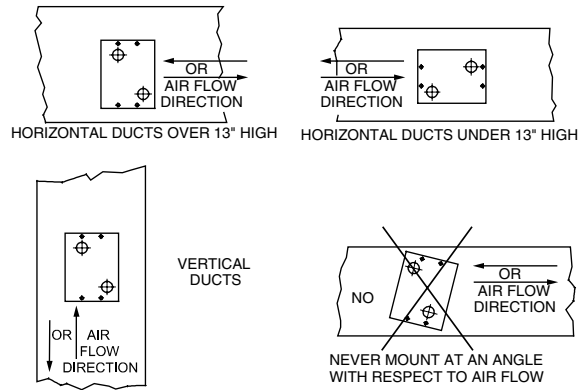 OR
AIR FLOW
DIRECTION
HORIZONTAL DUCTS OVER 13" HIGH
OR
AIR FLOW
DIRECTION
HORIZONTAL DUCTS UNDER 13" HIGH
VERTICAL
DUCTS
OR AIR
FLOW
DIRECTION
NO
OR
AIR FLOW
DIRECTION
NEVER MOUNT AT AN ANGLE
WITH RESPECT TO AIR FLOW